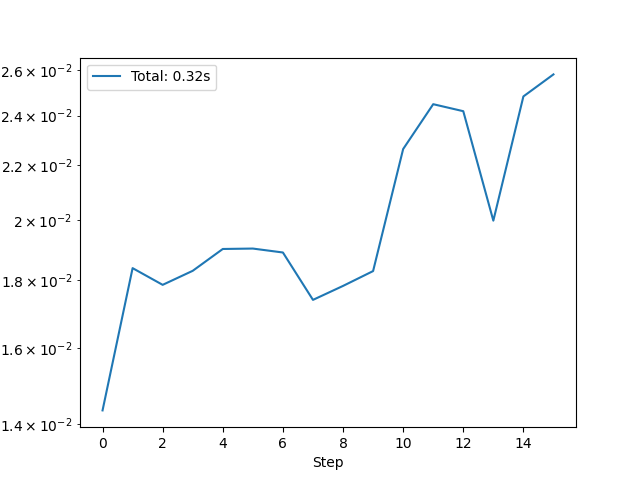 2.6 × 10⁻²
2.4 × 10⁻²
2.2 × 10⁻²
2 × 10⁻²
1.8 × 10⁻²
1.6 × 10⁻²
1.4 × 10⁻²
Total: 0.32s
0 2 4 6 8 10 12 14
Step